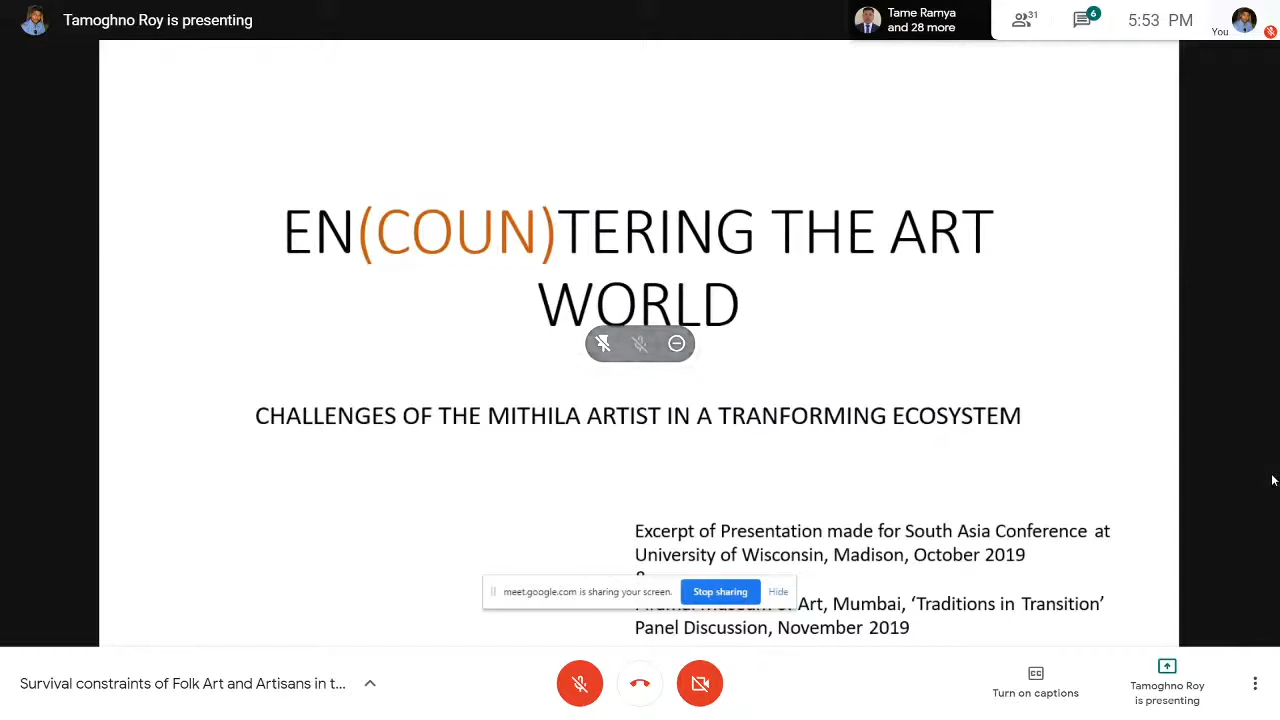 Tamoghno Roy is presenting
Tame Ramya
and 28 more
31
6
5:53 PM
You
EN(COUN)TERING THE ART
WORLD
CHALLENGES OF THE MITHILA ARTIST IN A TRANFORMING ECOSYSTEM
Excerpt of Presentation made for South Asia Conference at
University of Wisconsin, Madison, October 2019
meet.google.com is sharing your screen. Stop sharing Hide
Art, Mumbai, ‘Traditions in Transition’
Panel Discussion, November 2019
Survival constraints of Folk Art and Artisans in t...
Turn on captions
Tamoghno Roy
is presenting